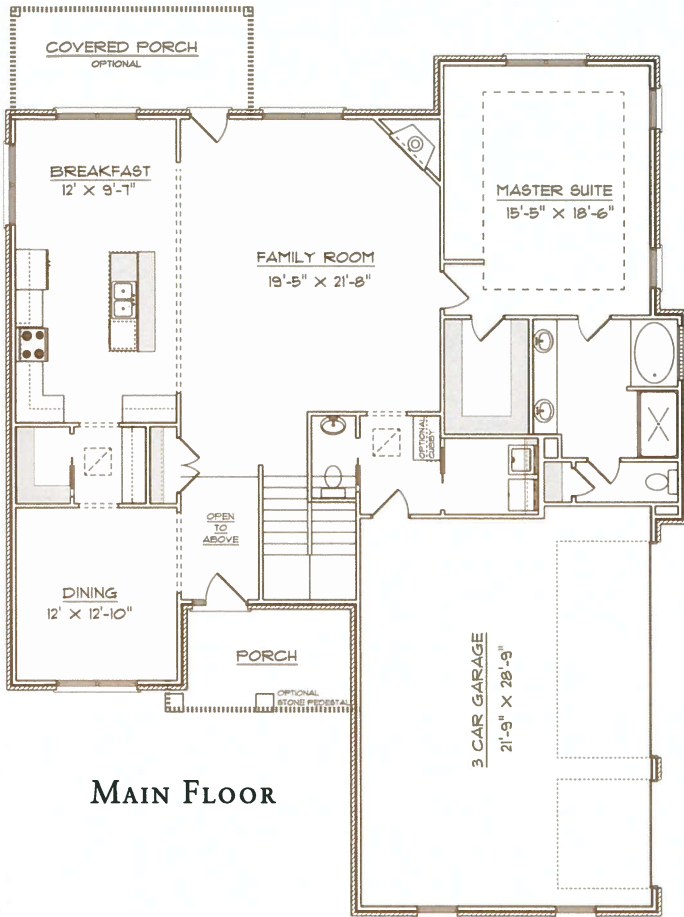 COVERED PORCH
OPTIONAL
BREAKFAST
12' X 9'-7"
MASTER SUITE
15'-5" X 18'-6"
FAMILY ROOM
19'-5" X 21'-8"
OPTIONAL
CUBBY
OPEN
TO
ABOVE
DINING
12' X 12'-10"
PORCH
OPTIONAL
STONE PEDESTAL
3 CAR GARAGE
21'-9" X 28'-9"
MAIN FLOOR